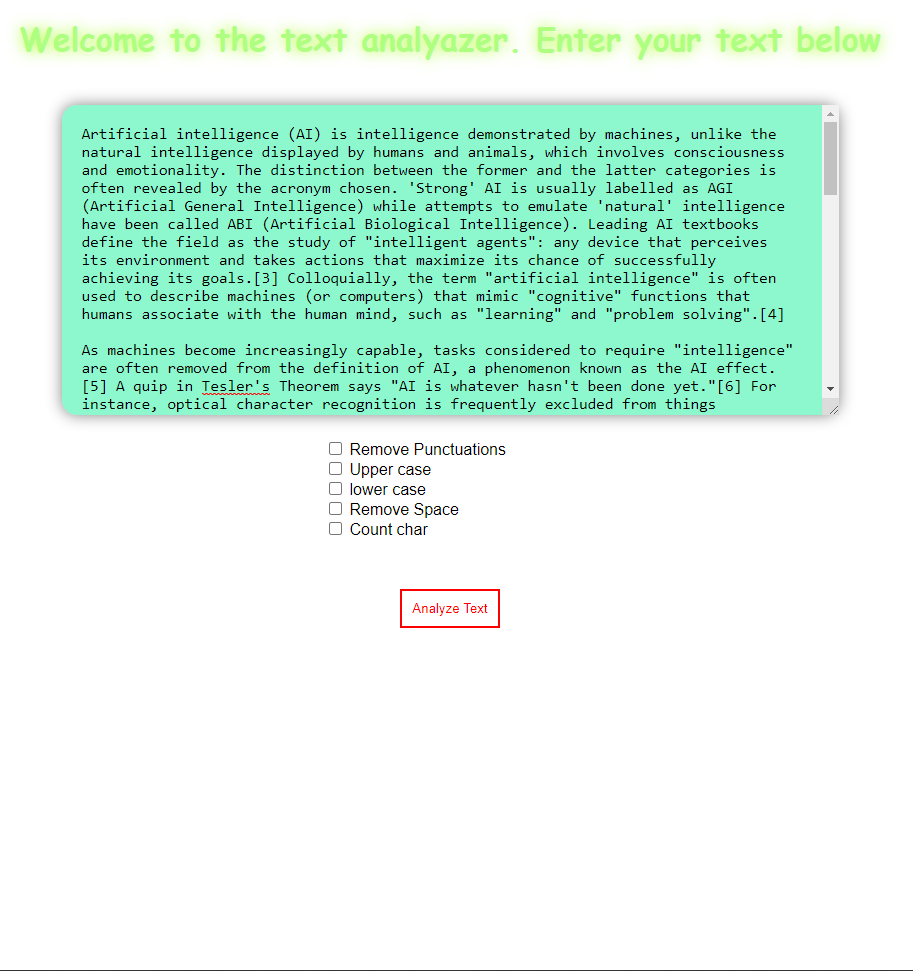 Welcome to the text analyazer. Enter your text below
Artificial intelligence (AI) is intelligence demonstrated by machines, unlike the
natural intelligence displayed by humans and animals, which involves consciousness
and emotionality. The distinction between the former and the latter categories is
often revealed by the acronym chosen. 'Strong' AI is usually labelled as AGI
(Artificial General Intelligence) while attempts to emulate 'natural' intelligence
have been called ABI (Artificial Biological Intelligence). Leading AI textbooks
define the field as the study of "intelligent agents": any device that perceives
its environment and takes actions that maximize its chance of successfully
achieving its goals.[3] Colloquially, the term "artificial intelligence" is often
used to describe machines (or computers) that mimic "cognitive" functions that
humans associate with the human mind, such as "learning" and "problem solving".[4]
As machines become increasingly capable, tasks considered to require "intelligence"
are often removed from the definition of AI, a phenomenon known as the AI effect.
[5] A quip in Tesler's Theorem says "AI is whatever hasn't been done yet."[6] For
instance, optical character recognition is frequently excluded from things
Remove Punctuations
Upper case
lower case
Remove Space
Count char
Analyze Text